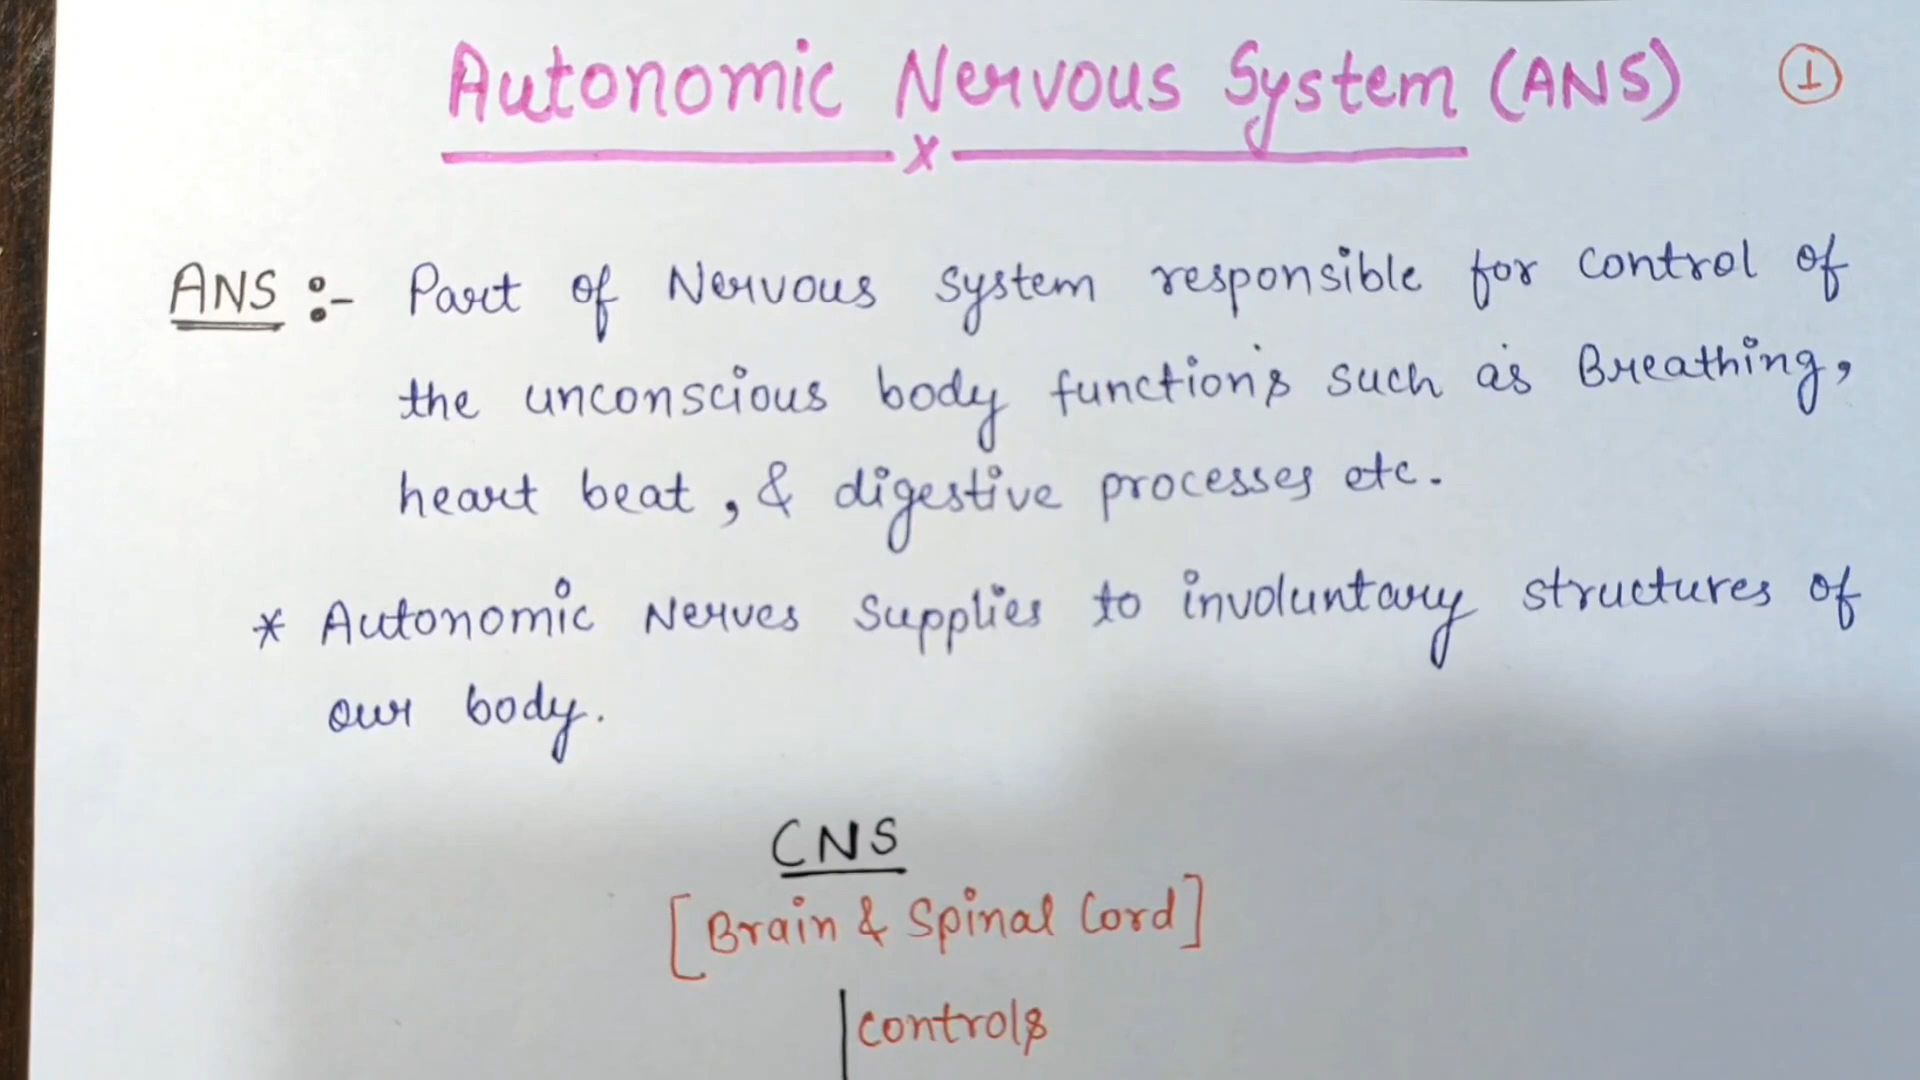 Autonomic Nervous System (ANS) 1
ANS :- Part of Nervous system responsible for control of
the unconscious body functions such as Breathing,
heart beat, & digestive processes etc.
* Autonomic Nerves Supplies to involuntary structures of
our body.
CNS
[Brain & Spinal Cord]
controls